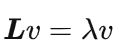 𝑳𝑣 = 𝜆𝑣